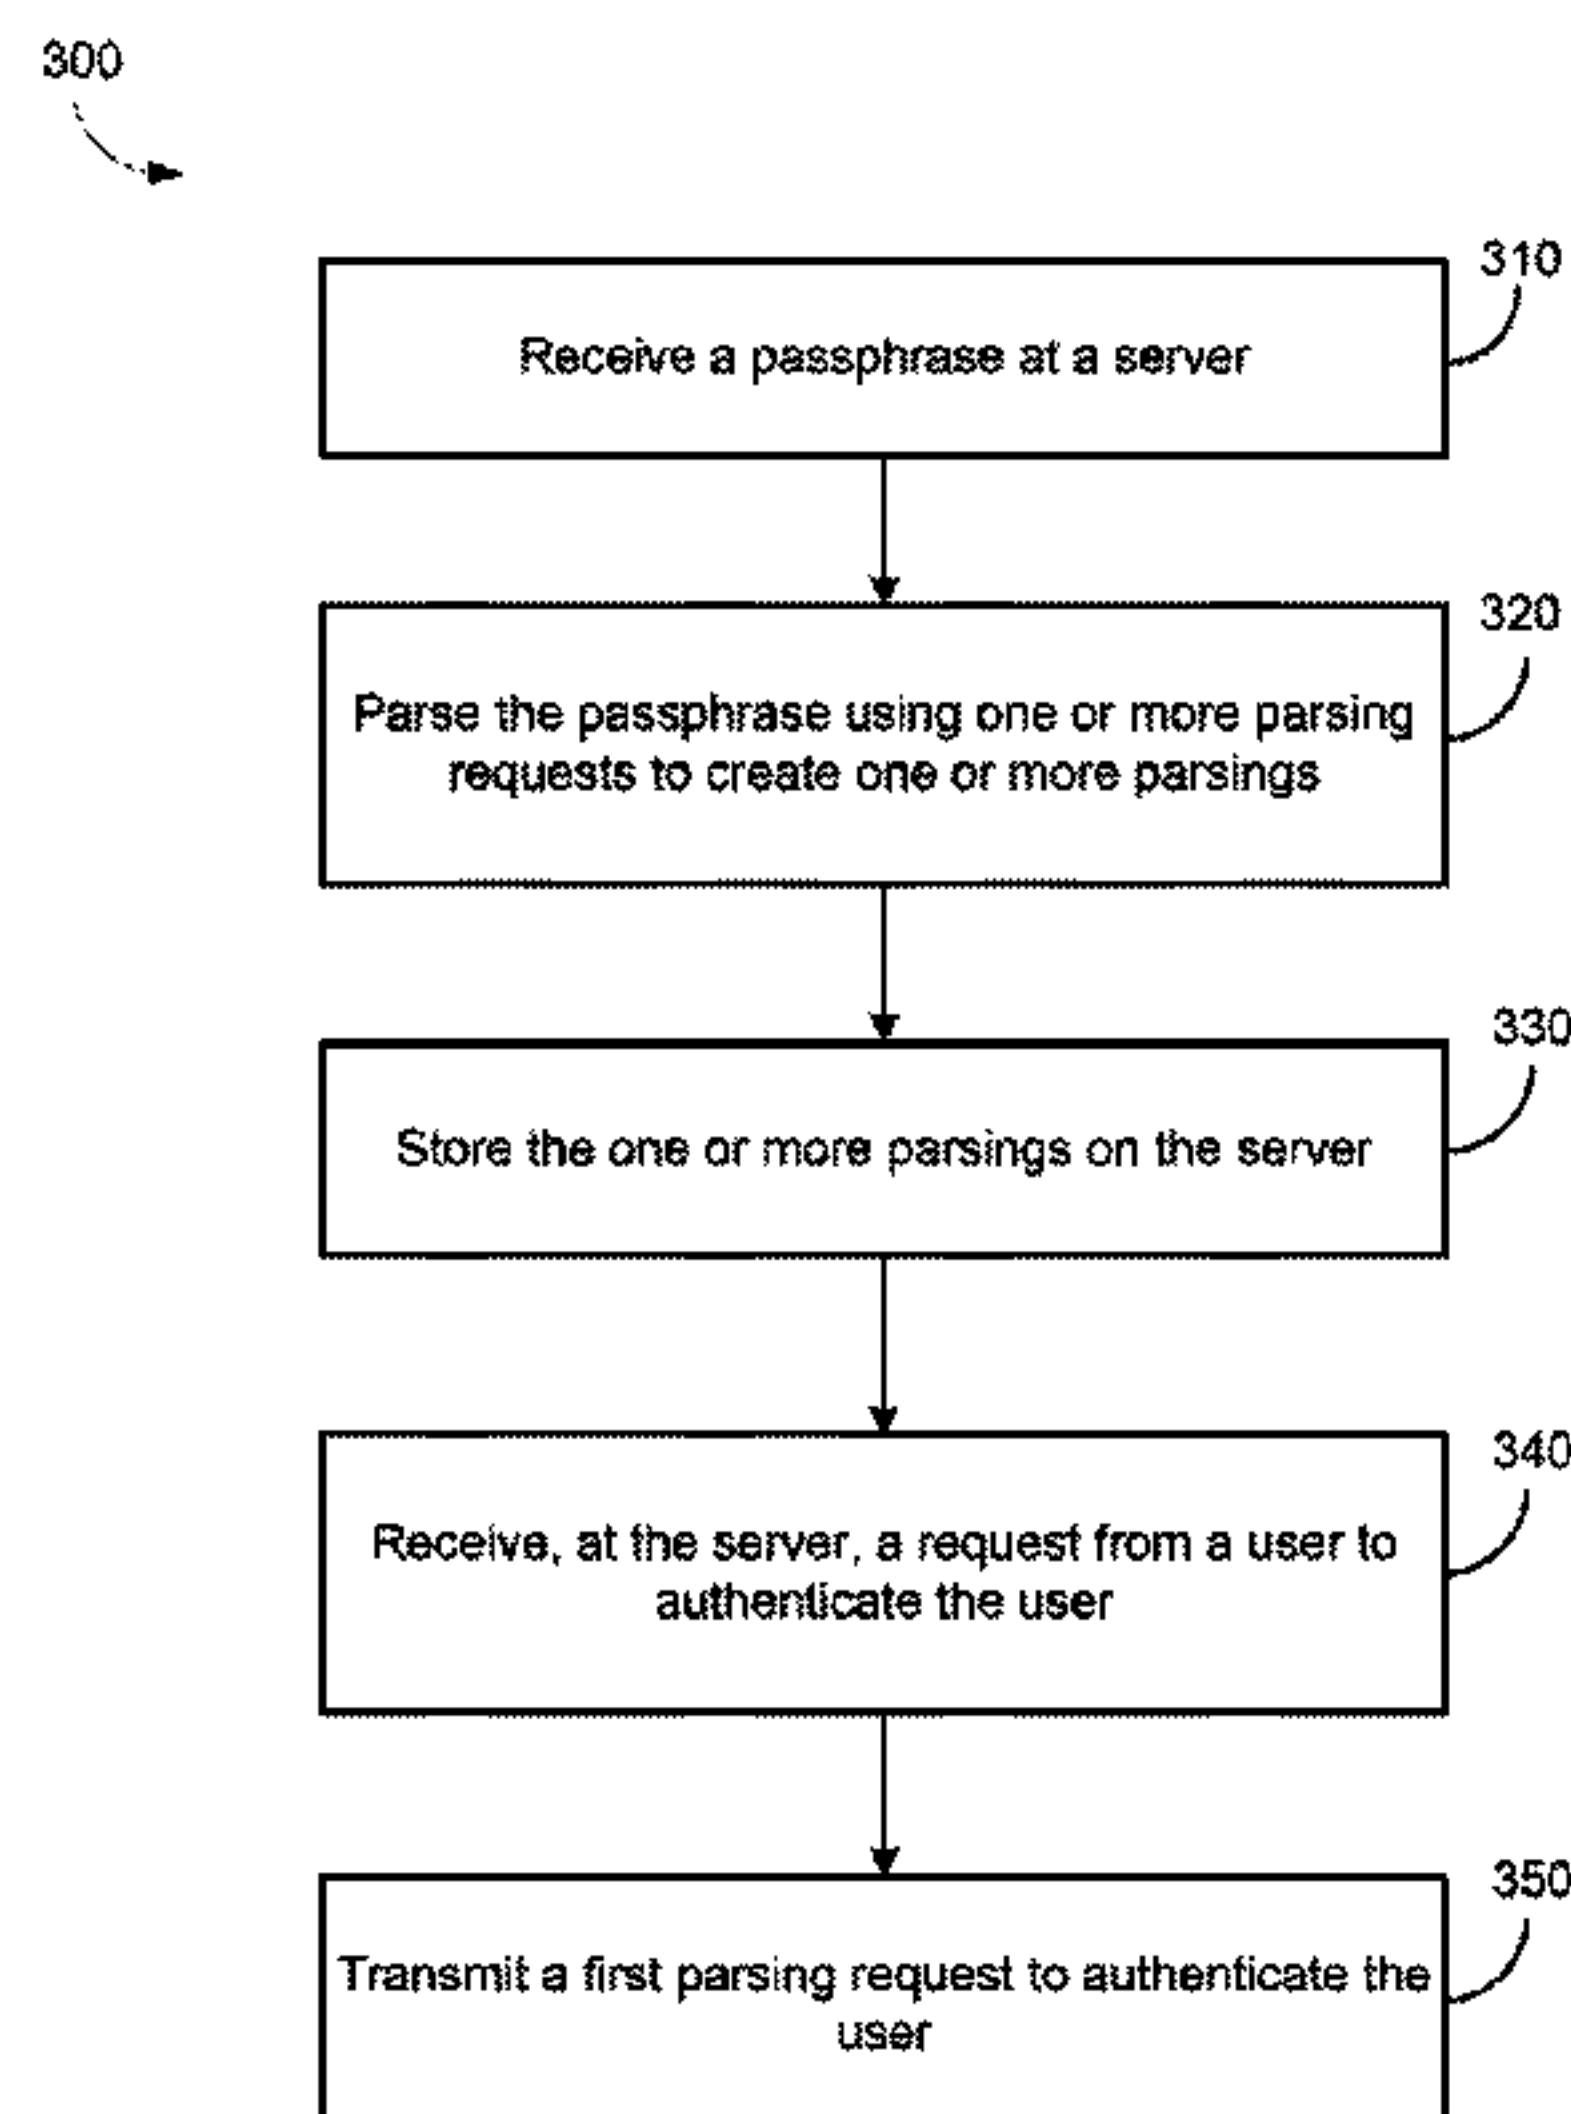 300
310
Receive a passphrase at a server
320
Parse the passphrase using one or more parsing
requests to create one or more parsings
330
Store the one or more parsings on the server
340
Receive, at the server, a request from a user to
authenticate the user
350
Transmit a first parsing request to authenticate the
user